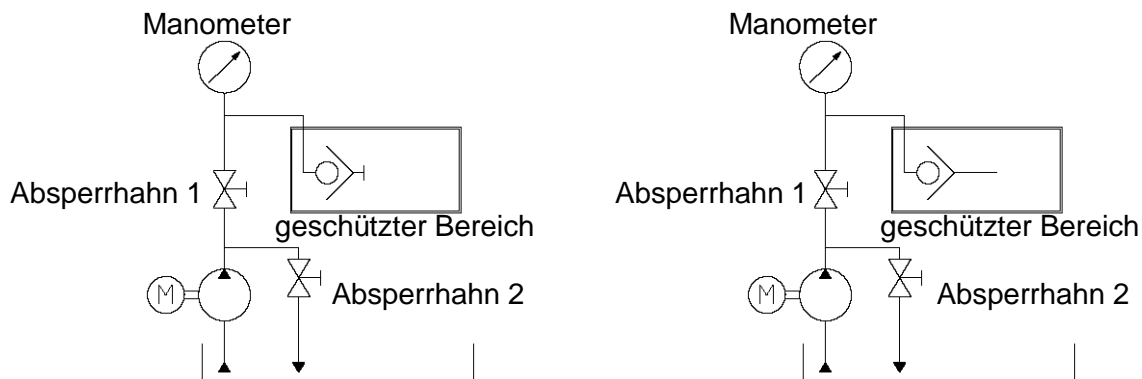 Manometer
Absperrhahn 1
geschützter Bereich
M
Absperrhahn 2
Manometer
Absperrhahn 1
geschützter Bereich
M
Absperrhahn 2